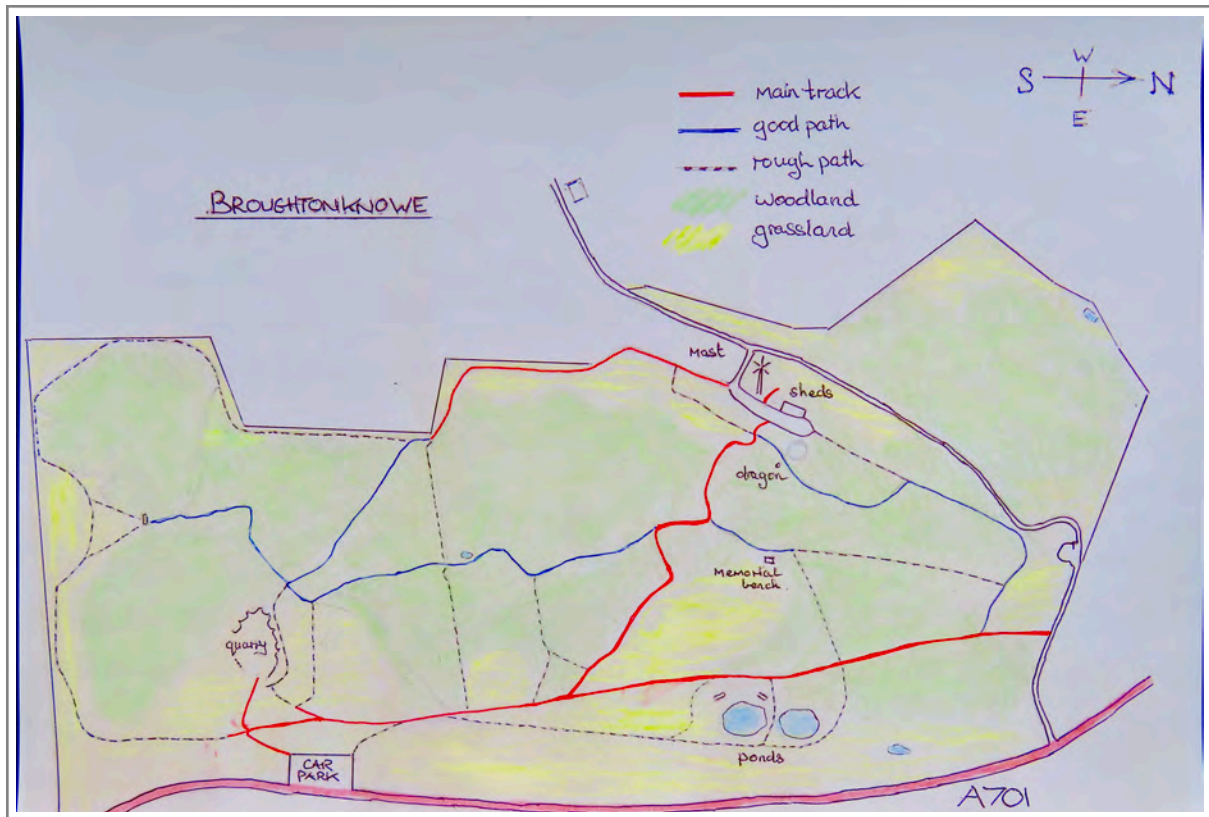 W
S N
E
main track
good path
rough path
woodland
grassland
BROUGHTONKNOWE
Mast
sheds
dragon
Memorial
bench
quarry
CAR
PARK
ponds
A701